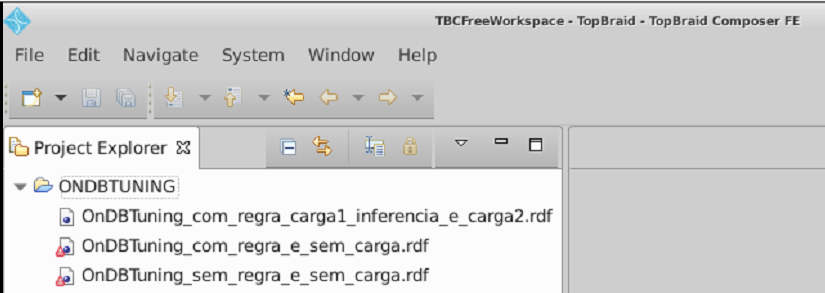 TBCFreeWorkspace - TopBraid - TopBraid Composer FE
File Edit Navigate System Window Help
Project Explorer
ONDBTUNING
OnDBTuning_com_regra_carga1_inferencia_e_carga2.rdf
OnDBTuning_com_regra_e_sem_carga.rdf
OnDBTuning_sem_regra_e_sem_carga.rdf